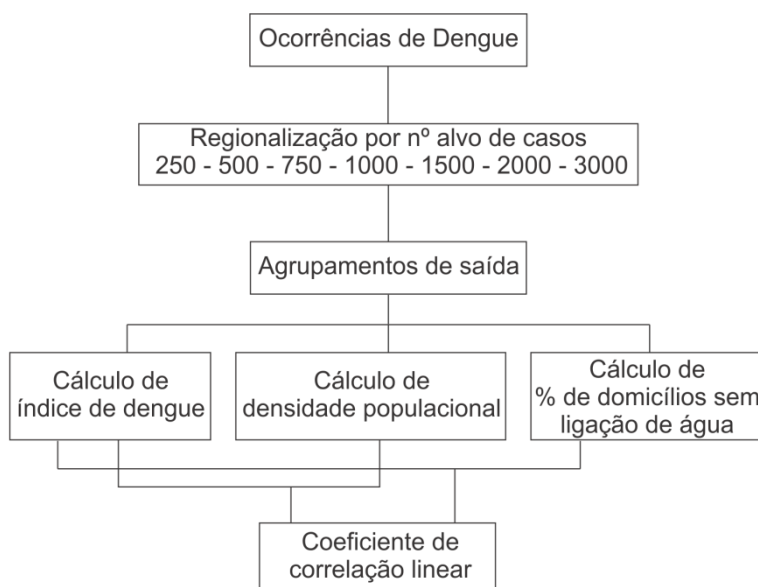 Ocorrências de Dengue
Regionalização por nº alvo de casos
250 - 500 - 750 - 1000 - 1500 - 2000 - 3000
Agrupamentos de saída
Cálculo de
índice de dengue
Cálculo de
densidade populacional
Cálculo de
% de domicílios sem
ligação de água
Coeficiente de
correlação linear